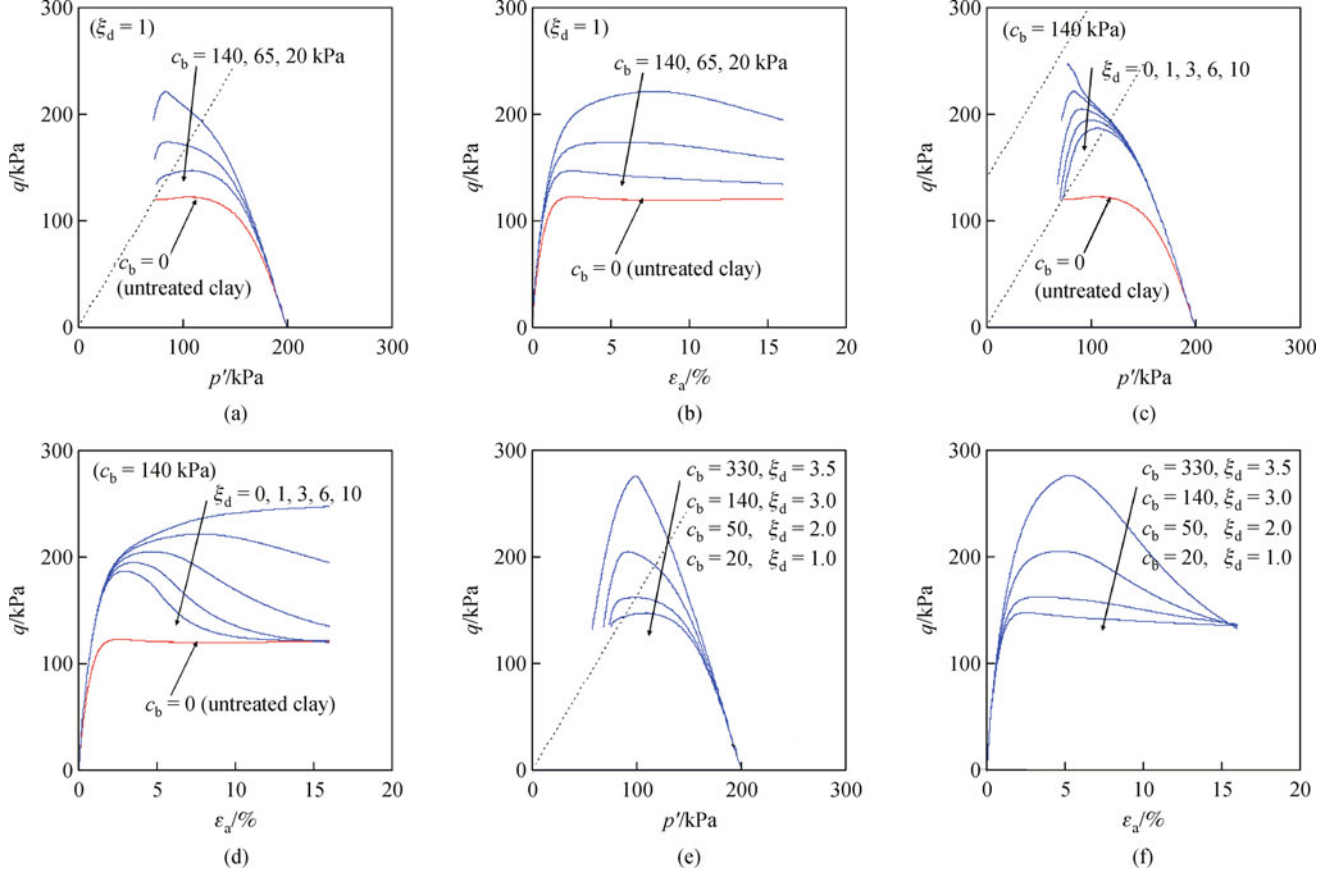 (ξd = 1)
300
cb = 140, 65, 20 kPa
200
q/kPa
100
cb = 0
(untreated clay)
0
0 100 200 300
p′/kPa
(a)
(ξd = 1)
300
cb = 140, 65, 20 kPa
200
q/kPa
100
cb = 0 (untreated clay)
0
0 5 10 15 20
εa/%
(b)
300
(cb = 140 kPa)
ξd = 0, 1, 3, 6, 10
200
q/kPa
100
cb = 0
(untreated clay)
0
0 100 200 300
p′/kPa
(c)
300
(cb = 140 kPa)
ξd = 0, 1, 3, 6, 10
200
q/kPa
100
cb = 0 (untreated clay)
0
0 5 10 15 20
εa/%
(d)
300
cb = 330, ξd = 3.5
cb = 140, ξd = 3.0
cb = 50, ξd = 2.0
cb = 20, ξd = 1.0
200
q/kPa
100
0
0 100 200 300
p′/kPa
(e)
300
cb = 330, ξd = 3.5
cb = 140, ξd = 3.0
cb = 50, ξd = 2.0
cb = 20, ξd = 1.0
200
q/kPa
100
0
0 5 10 15 20
εa/%
(f)